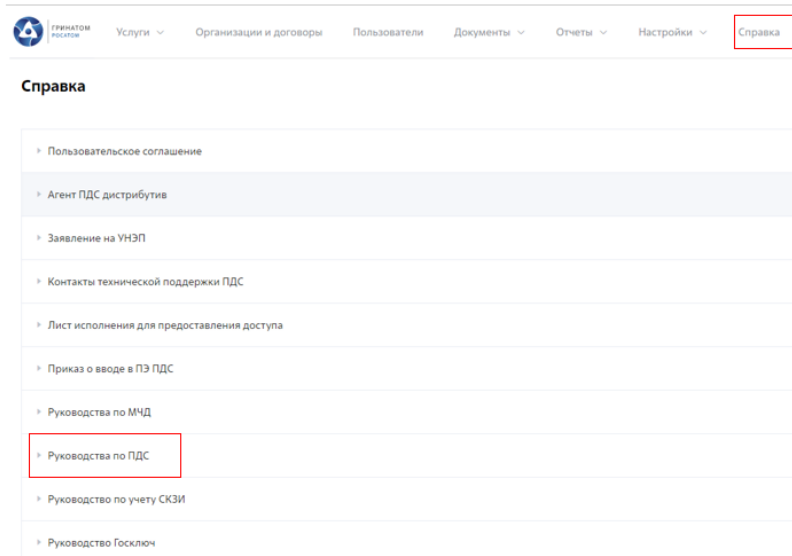 ГРИНАТОМ
РОСАТОМ
Услуги Организации и договоры Пользователи Документы Отчеты Настройки Справка
Справка
Пользовательское соглашение
Агент ПДС дистрибутив
Заявление на УНЭП
Контакты технической поддержки ПДС
Лист исполнения для предоставления доступа
Приказ о вводе в ПЭ ПДС
Руководства по МЧД
Руководства по ПДС
Руководство по учету СКЗИ
Руководство Госключ